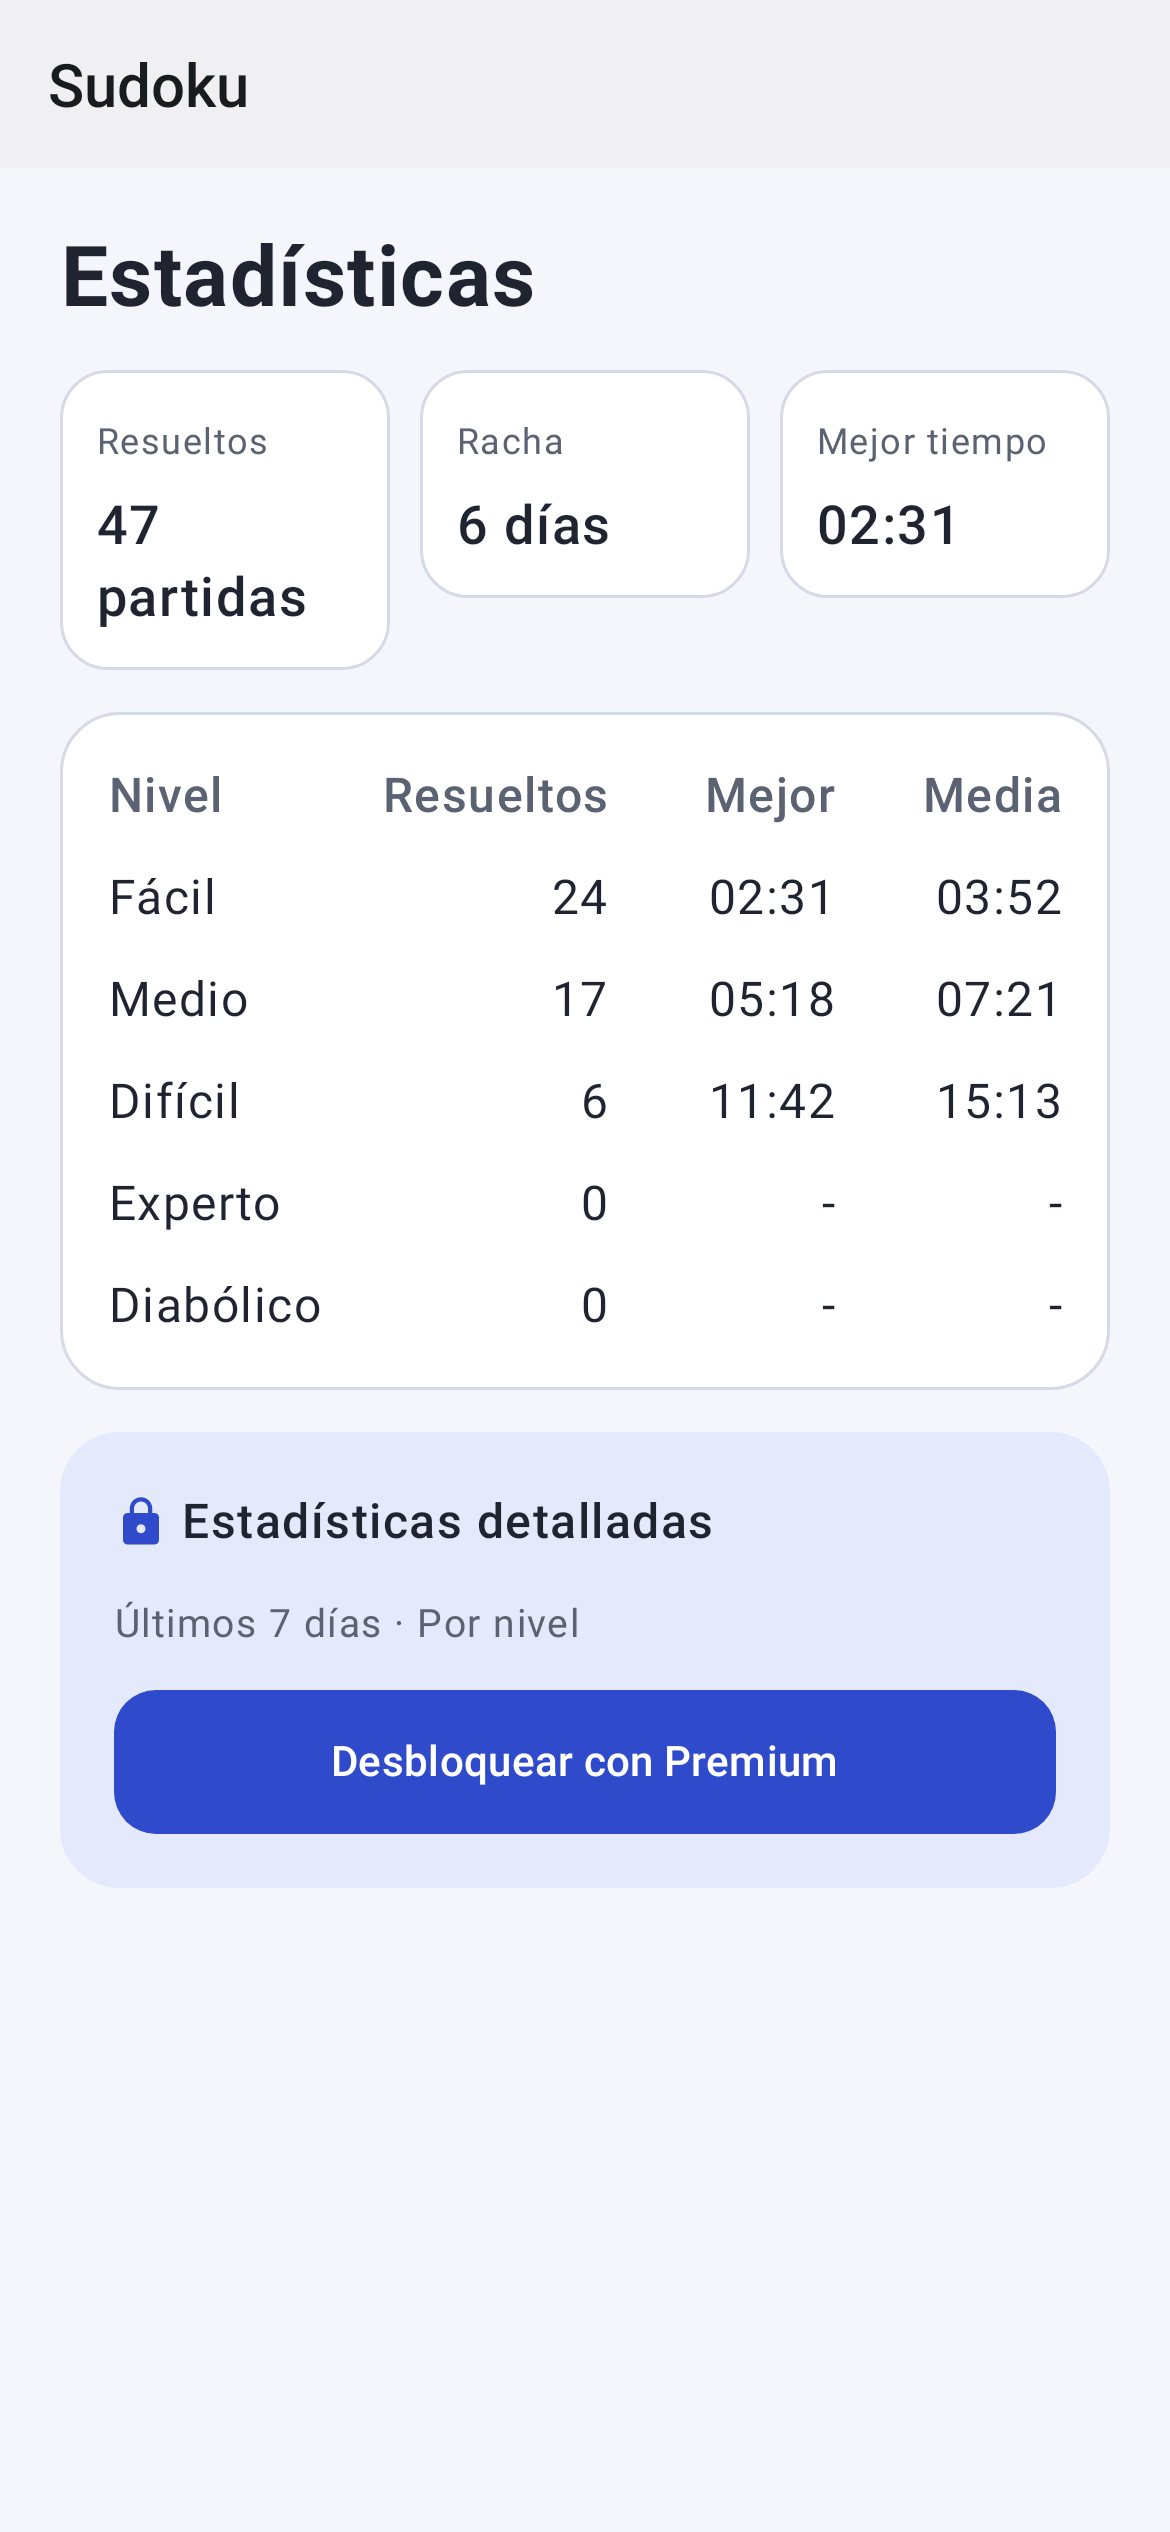 Sudoku
Estadísticas
Resueltos
47
partidas
Racha
6 días
Mejor tiempo
02:31
Nivel Resueltos Mejor Media
Fácil 24 02:31 03:52
Medio 17 05:18 07:21
Difícil 6 11:42 15:13
Experto 0 - -
Diabólico 0 - -
Estadísticas detalladas
Últimos 7 días · Por nivel
Desbloquear con Premium